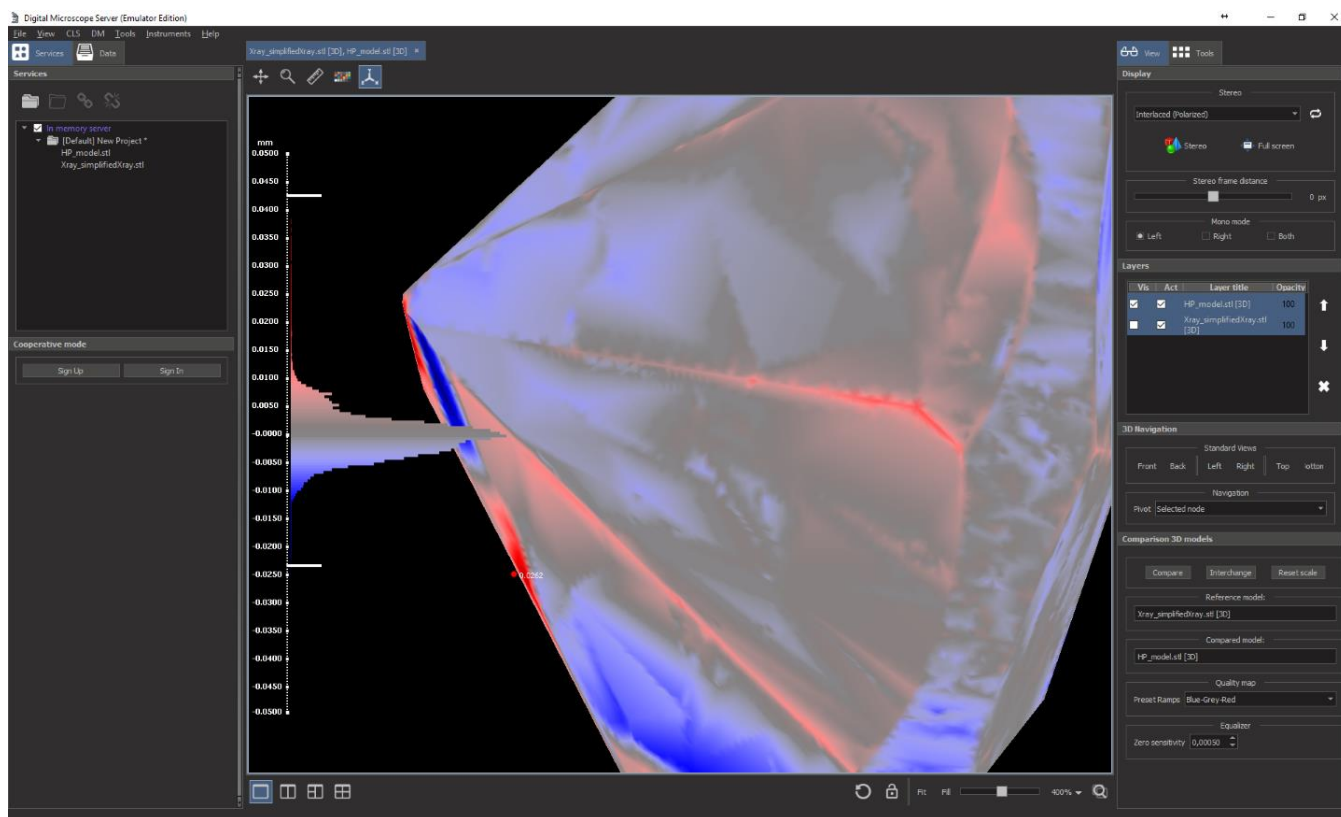 Digital Microscope Server (Emulator Edition)
File View CLS DM Tools Instruments Help
Services Data
Services
In memory server
[Default] New Project *
HP_model.stl
Xray_simplifiedXray.stl
Cooperative mode
Sign Up Sign In
Xray_simplifiedXray.stl [3D], HP_model.stl [3D] ×
mm
0.0500
0.0450
0.0400
0.0350
0.0300
0.0250
0.0200
0.0150
0.0100
0.0050
-0.0000
-0.0050
-0.0100
-0.0150
-0.0200
-0.0250
-0.0300
-0.0350
-0.0400
-0.0450
-0.0500
0.0262
Fit Fill 400%
View Tools
Display
Stereo
Interlaced (Polarized)
Stereo Full screen
Stereo frame distance
0 px
Mono mode
Left Right Both
Layers
Vis Act Layer title Opacity
HP_model.stl [3D] 100
Xray_simplifiedXray.stl
[3D] 100
3D Navigation
Standard Views
Front Back Left Right Top ottom
Navigation
Pivot Selected node
Comparison 3D models
Compare Interchange Reset scale
Reference model:
Xray_simplifiedXray.stl [3D]
Compared model:
HP_model.stl [3D]
Quality map
Preset Ramps Blue-Grey-Red
Equalizer
Zero sensitivity 0,00050